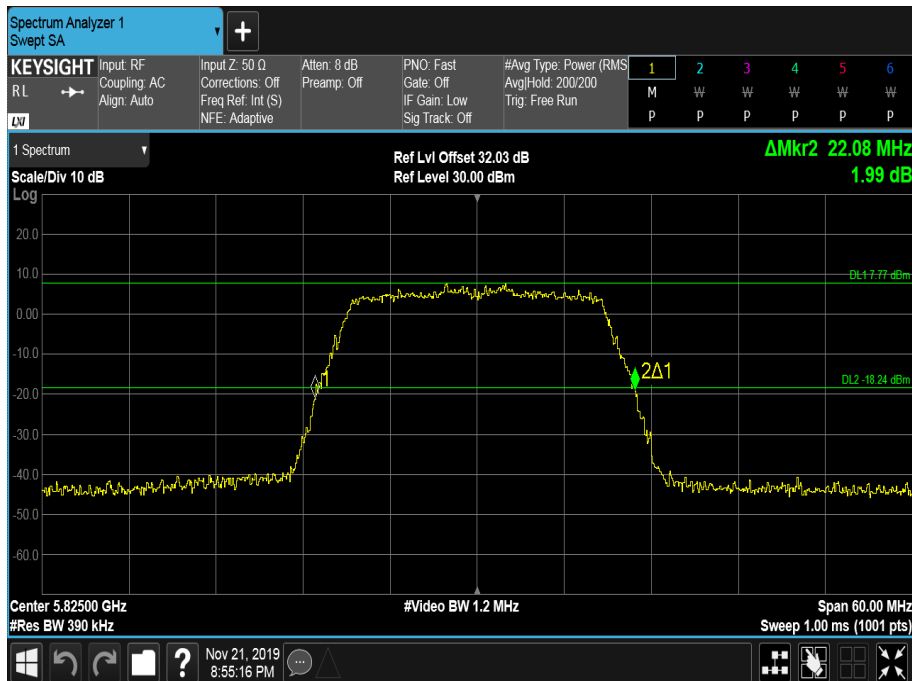 Spectrum Analyzer 1
Swept SA
KEYSIGHT
RL
LXI
Input: RF
Coupling: AC
Align: Auto
Input Z: 50 Ω
Corrections: Off
Freq Ref: Int (S)
NFE: Adaptive
Atten: 8 dB
Preamp: Off
PNO: Fast
Gate: Off
IF Gain: Low
Sig Track: Off
#Avg Type: Power (RMS
Avg|Hold: 200/200
Trig: Free Run
1 2 3 4 5 6
M W W W W W
P P P P P P
1 Spectrum
Scale/Div 10 dB
Log
Ref Lvl Offset 32.03 dB
Ref Level 30.00 dBm
ΔMkr2 22.08 MHz
1.99 dB
20.0
10.0
DL1 7.77 dBm
0.00
-10.0
2Δ1
DL2 -18.24 dBm
-20.0
-30.0
-40.0
-50.0
-60.0
Center 5.82500 GHz
#Video BW 1.2 MHz
Span 60.00 MHz
#Res BW 390 kHz
Sweep 1.00 ms (1001 pts)
?
Nov 21, 2019
8:55:16 PM